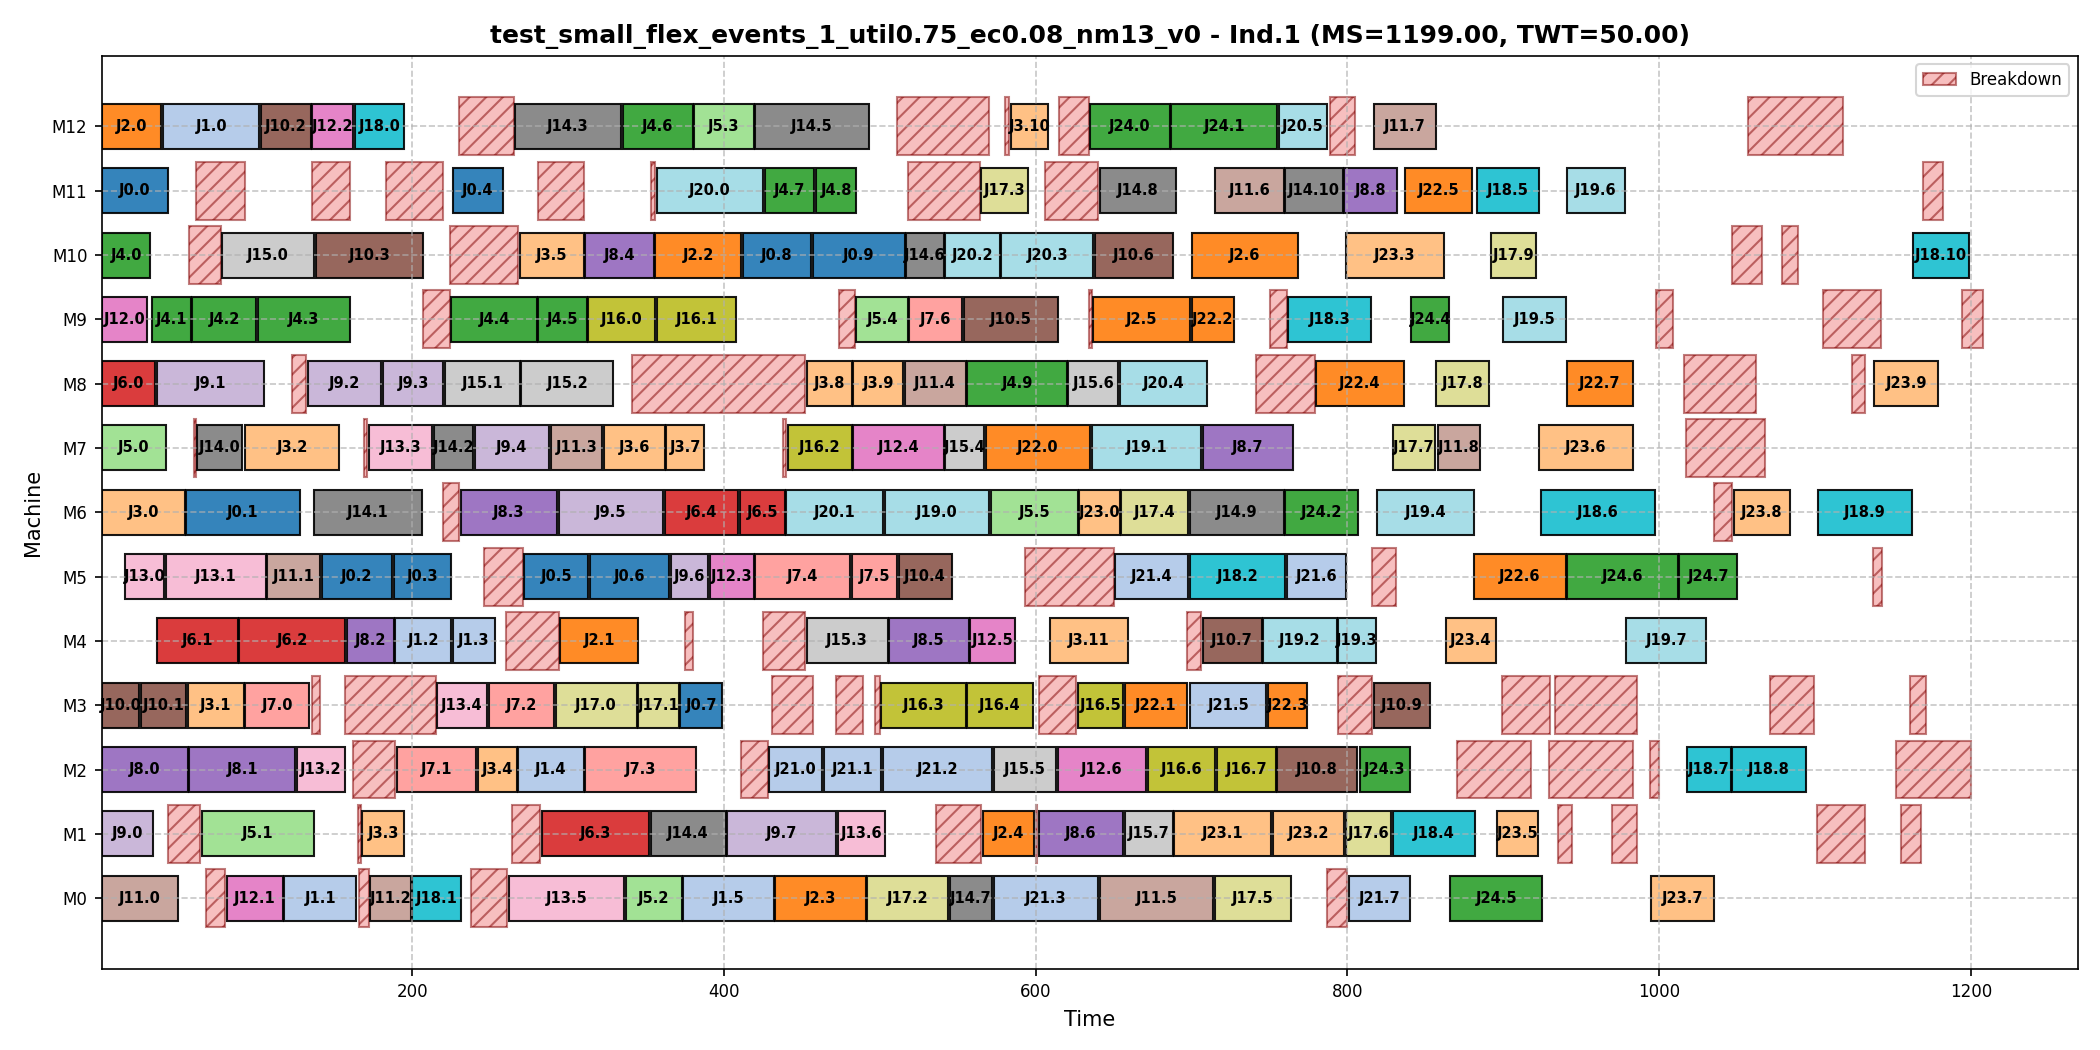 test_small_flex_events_1_util0.75_ec0.08_nm13_v0 - Ind.1 (MS=1199.00, TWT=50.00)
Breakdown
M12 J2.0 J1.0 J10.2 J12.2 J18.0 J14.3 J4.6 J5.3 J14.5 J3.10 J24.0 J24.1 J20.5 J11.7
M11 J0.0 J0.4 J20.0 J4.7 J4.8 J17.3 J14.8 J11.6 J14.10 J8.8 J22.5 J18.5 J19.6
M10 J4.0 J15.0 J10.3 J3.5 J8.4 J2.2 J0.8 J0.9 J14.6 J20.2 J20.3 J10.6 J2.6 J23.3 J17.9 J18.10
M9 J12.0 J4.1 J4.2 J4.3 J4.4 J4.5 J16.0 J16.1 J5.4 J7.6 J10.5 J2.5 J22.2 J18.3 J24.4 J19.5
M8 J6.0 J9.1 J9.2 J9.3 J15.1 J15.2 J3.8 J3.9 J11.4 J4.9 J15.6 J20.4 J22.4 J17.8 J22.7 J23.9
M7 J5.0 J14.0 J3.2 J13.3 J14.2 J9.4 J11.3 J3.6 J3.7 J16.2 J12.4 J15.4 J22.0 J19.1 J8.7 J17.7 J11.8 J23.6
M6 J3.0 J0.1 J14.1 J8.3 J9.5 J6.4 J6.5 J20.1 J19.0 J5.5 J23.0 J17.4 J14.9 J24.2 J19.4 J18.6 J23.8 J18.9
M5 J13.0 J13.1 J11.1 J0.2 J0.3 J0.5 J0.6 J9.6 J12.3 J7.4 J7.5 J10.4 J21.4 J18.2 J21.6 J22.6 J24.6 J24.7
M4 J6.1 J6.2 J8.2 J1.2 J1.3 J2.1 J15.3 J8.5 J12.5 J3.11 J10.7 J19.2 J19.3 J23.4 J19.7
M3 J10.0 J10.1 J3.1 J7.0 J13.4 J7.2 J17.0 J17.1 J0.7 J16.3 J16.4 J16.5 J22.1 J21.5 J22.3 J10.9
M2 J8.0 J8.1 J13.2 J7.1 J3.4 J1.4 J7.3 J21.0 J21.1 J21.2 J15.5 J12.6 J16.6 J16.7 J10.8 J24.3 J18.7 J18.8
M1 J9.0 J5.1 J3.3 J6.3 J14.4 J9.7 J13.6 J2.4 J8.6 J15.7 J23.1 J23.2 J17.6 J18.4 J23.5
M0 J11.0 J12.1 J1.1 J11.2 J18.1 J13.5 J5.2 J1.5 J2.3 J17.2 J14.7 J21.3 J11.5 J17.5 J21.7 J24.5 J23.7
200 400 600 800 1000 1200
Time
Machine